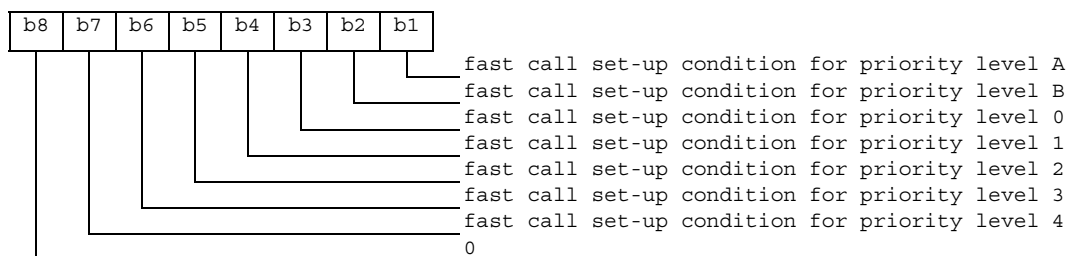 b8 b7 b6 b5 b4 b3 b2 b1
fast call set-up condition for priority level A
fast call set-up condition for priority level B
fast call set-up condition for priority level 0
fast call set-up condition for priority level 1
fast call set-up condition for priority level 2
fast call set-up condition for priority level 3
fast call set-up condition for priority level 4
0